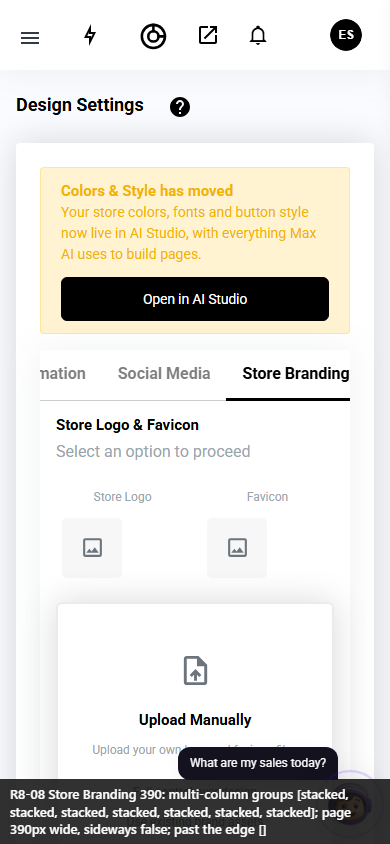 ES
Design Settings
Colors & Style has moved
Your store colors, fonts and button style
now live in AI Studio, with everything Max
AI uses to build pages.
Open in AI Studio
mation Social Media Store Branding
Store Logo & Favicon
Select an option to proceed
Store Logo Favicon
Upload Manually
Upload your own
What are my sales today?
R8-08 Store Branding 390: multi-column groups [stacked,
stacked, stacked, stacked, stacked, stacked, stacked]; page
390px wide, sideways false; past the edge []